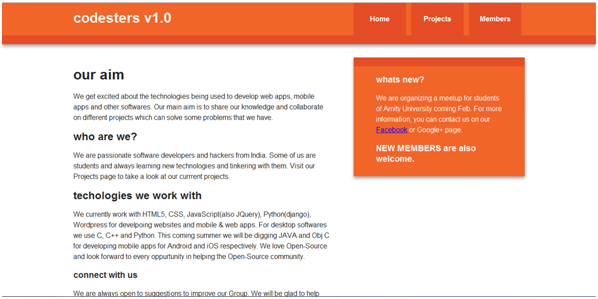 codesters v1.0
Home
Projects
Members
our aim
We get excited about the technologies being used to develop web apps, mobile
apps and other softwares. Our main aim is to share our knowledge and collaborate
on different projects which can solve some problems that we have.
who are we?
We are passionate software developers and hackers from India. Some of us are
students and always learning new technologies and tinkering with them. Visit our
Projects page to take a look at our currrent projects.
techologies we work with
We currently work with HTML5, CSS, JavaScript(also JQuery), Python(django),
Wordpress for develpoing websites and mobile & web apps. For desktop softwares
we use C, C++ and Python. This coming summer we will be digging JAVA and Obj C
for developing mobile apps for Android and iOS respectively. We love Open-Source
and look forward to every oppurtunity in helping the Open-Source community.
connect with us
We are always open to suggestions to improve our Group. We will be glad to help
whats new?
We are organizing a meetup for students
of Amity University coming Feb. For more
information, you can contact us on our
Facebook or Google+ page.
NEW MEMBERS are also
welcome.